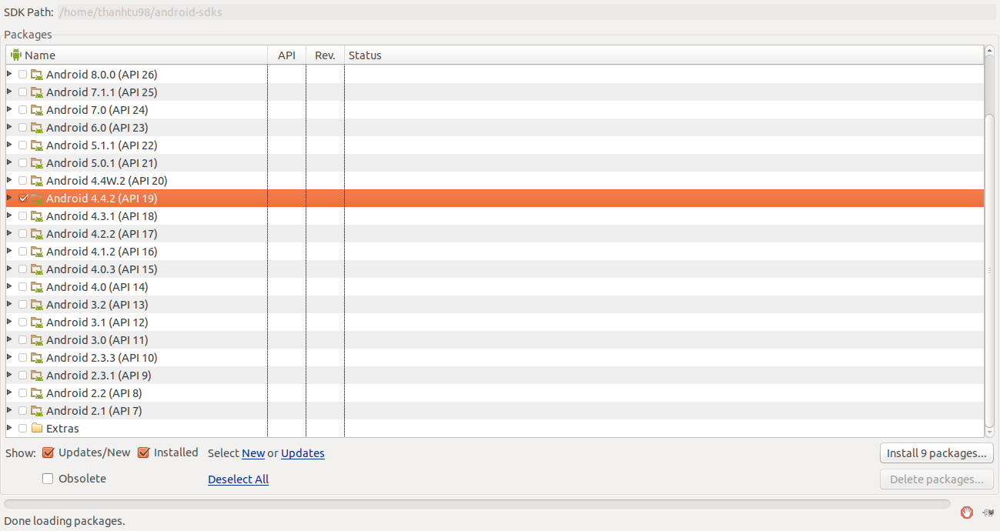 SDK Path: /home/thanhtu98/android-sdks
Packages
Name API Rev. Status
Android 8.0.0 (API 26)
Android 7.1.1 (API 25)
Android 7.0 (API 24)
Android 6.0 (API 23)
Android 5.1.1 (API 22)
Android 5.0.1 (API 21)
Android 4.4W.2 (API 20)
Android 4.4.2 (API 19)
Android 4.3.1 (API 18)
Android 4.2.2 (API 17)
Android 4.1.2 (API 16)
Android 4.0.3 (API 15)
Android 4.0 (API 14)
Android 3.2 (API 13)
Android 3.1 (API 12)
Android 3.0 (API 11)
Android 2.3.3 (API 10)
Android 2.3.1 (API 9)
Android 2.2 (API 8)
Android 2.1 (API 7)
Extras
Show: Updates/New Installed Select New or Updates Install 9 packages...
Obsolete Deselect All Delete packages...
Done loading packages.